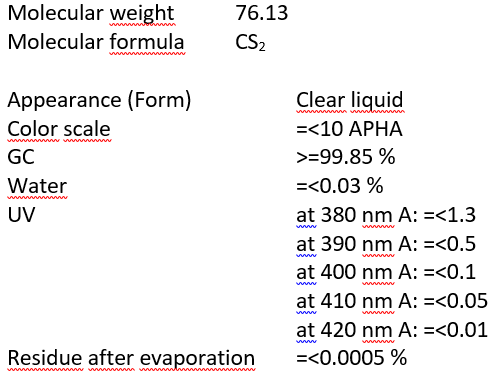 Molecular weight 76.13
Molecular formula CS₂
Appearance (Form) Clear liquid
Color scale =<10 APHA
GC >=99.85 %
Water =<0.03 %
UV at 380 nm A: =<1.3
at 390 nm A: =<0.5
at 400 nm A: =<0.1
at 410 nm A: =<0.05
at 420 nm A: =<0.01
Residue after evaporation =<0.0005 %